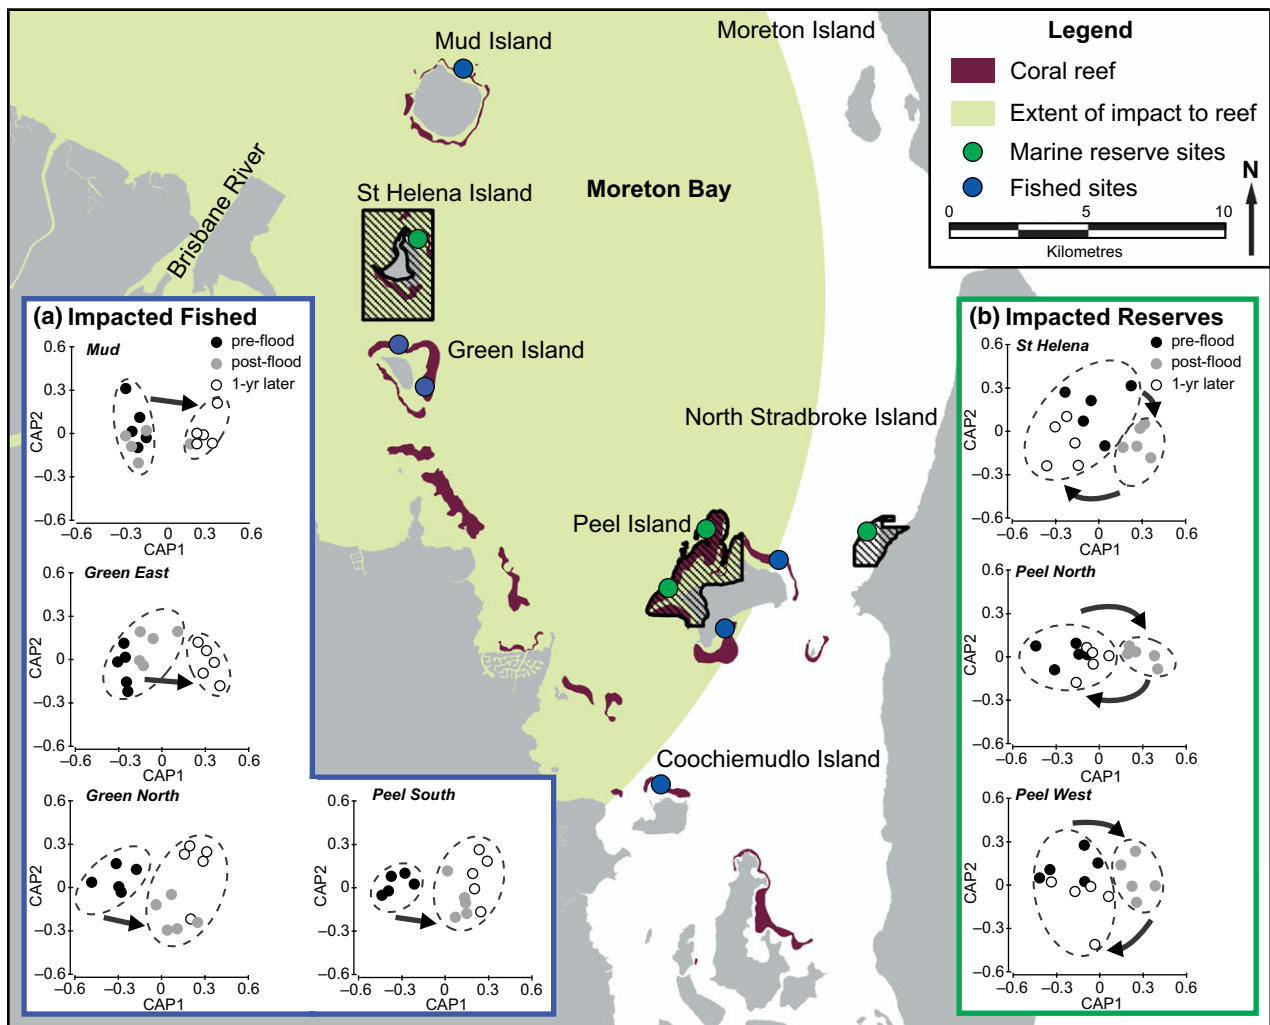 Mud Island
Moreton Island
St Helena Island
Moreton Bay
Brisbane River
Green Island
North Stradbroke Island
Peel Island
Coochiemudlo Island
Legend
Coral reef
Extent of impact to reef
Marine reserve sites
Fished sites
N
0 5 10
Kilometres
(a) Impacted Fished
Mud
pre-flood
post-flood
1-yr later
0.6
0.3
0
–0.3
–0.6
CAP2
–0.6 –0.3 0 0.3 0.6
CAP1
Green East
0.6
0.3
0
–0.3
–0.6
CAP2
–0.6 –0.3 0 0.3 0.6
CAP1
Green North
0.6
0.3
0
–0.3
–0.6
CAP2
–0.6 –0.3 0 0.3 0.6
CAP1
Peel South
0.6
0.3
0
–0.3
–0.6
CAP2
–0.6 –0.3 0 0.3 0.6
CAP1
(b) Impacted Reserves
St Helena
pre-flood
post-flood
1-yr later
0.6
0.3
0
–0.3
–0.6
CAP2
–0.6 –0.3 0 0.3 0.6
CAP1
Peel North
0.6
0.3
0
–0.3
–0.6
CAP2
–0.6 –0.3 0 0.3 0.6
CAP1
Peel West
0.6
0.3
0
–0.3
–0.6
CAP2
–0.6 –0.3 0 0.3 0.6
CAP1